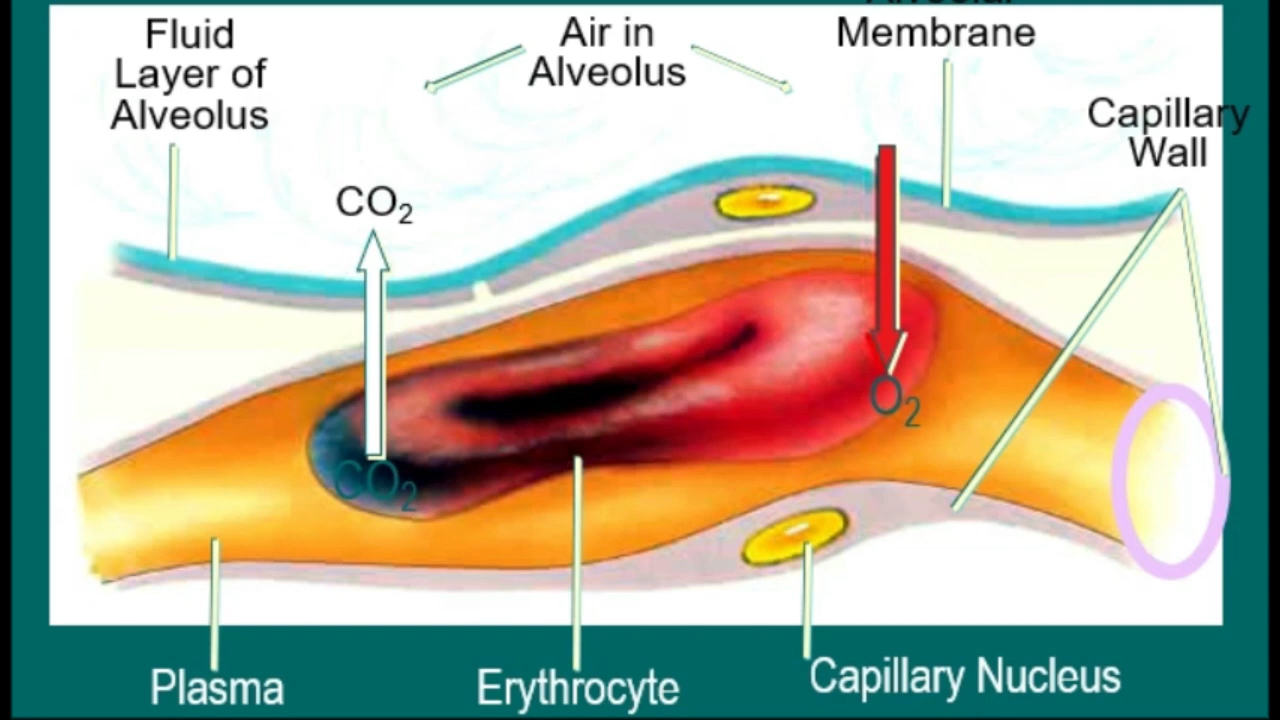 Fluid
Layer of
Alveolus
Air in
Alveolus
Membrane
Capillary
Wall
CO₂
O₂
CO₂
Plasma
Erythrocyte
Capillary Nucleus